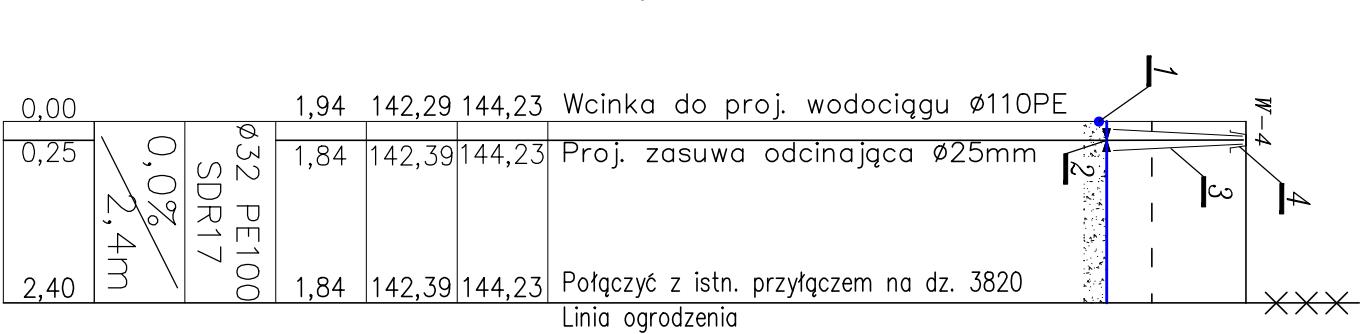 0,00 1,94 142,29 144,23 Wcinka do proj. wodociągu Ø110PE
0,25 1,84 142,39 144,23 Proj. zasuwa odcinająca Ø25mm
2,40 1,84 142,39 144,23 Połączyć z istn. przyłączem na dz. 3820
Linia ogrodzenia
0,0%
2,4m
Ø32 PE100
SDR17
1
2
3
4
W-4